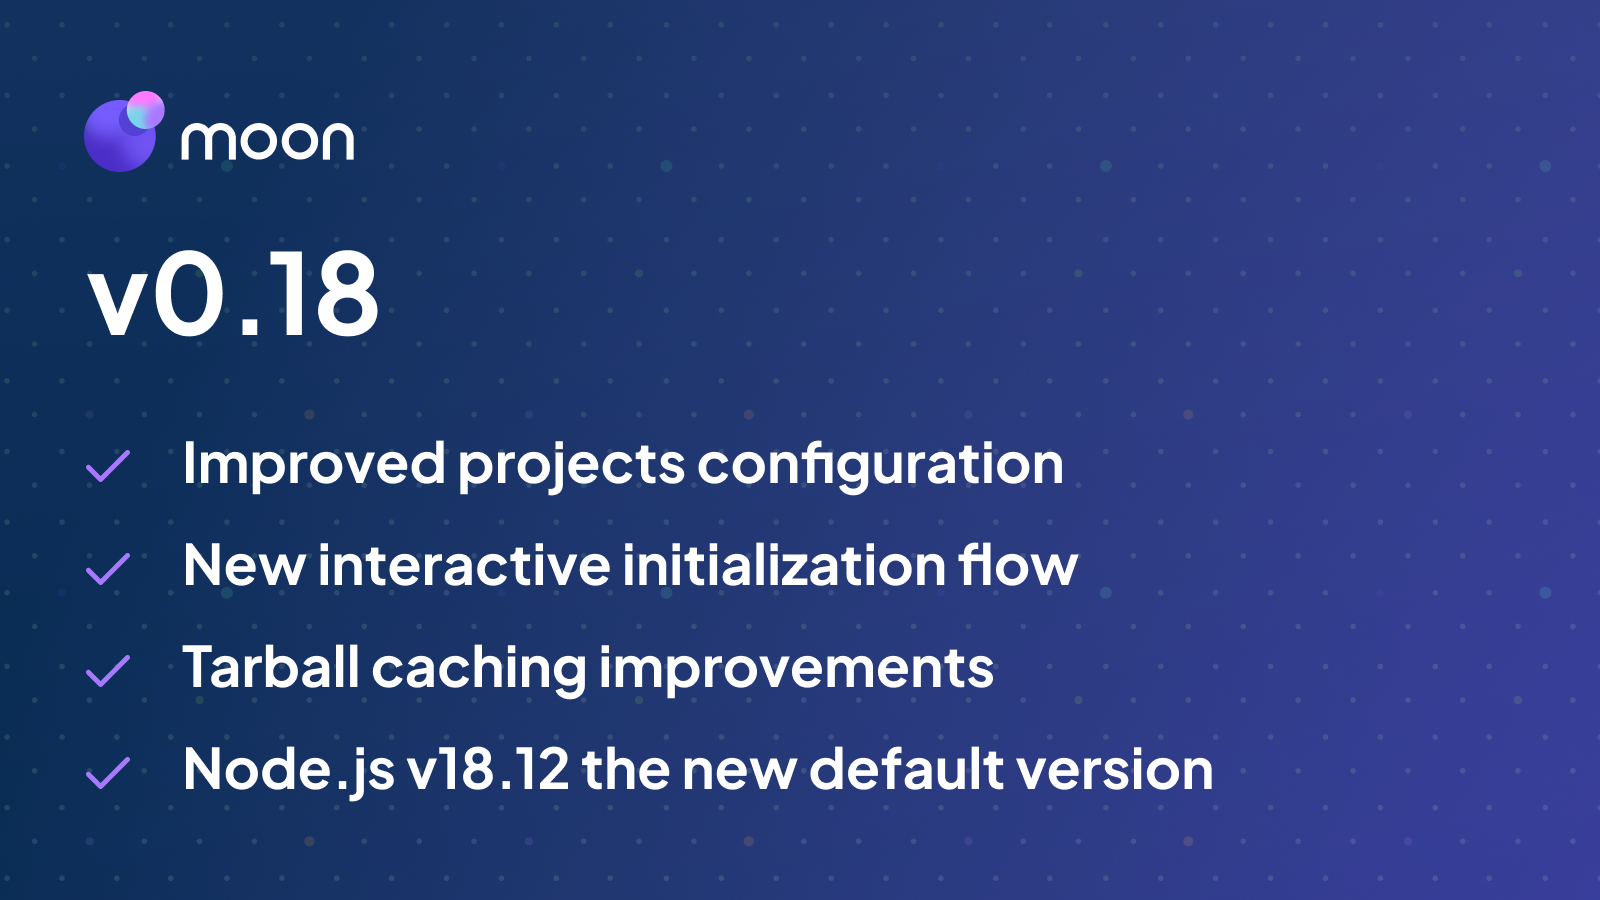 moon
v0.18
Improved projects configuration
New interactive initialization flow
Tarball caching improvements
Node.js v18.12 the new default version